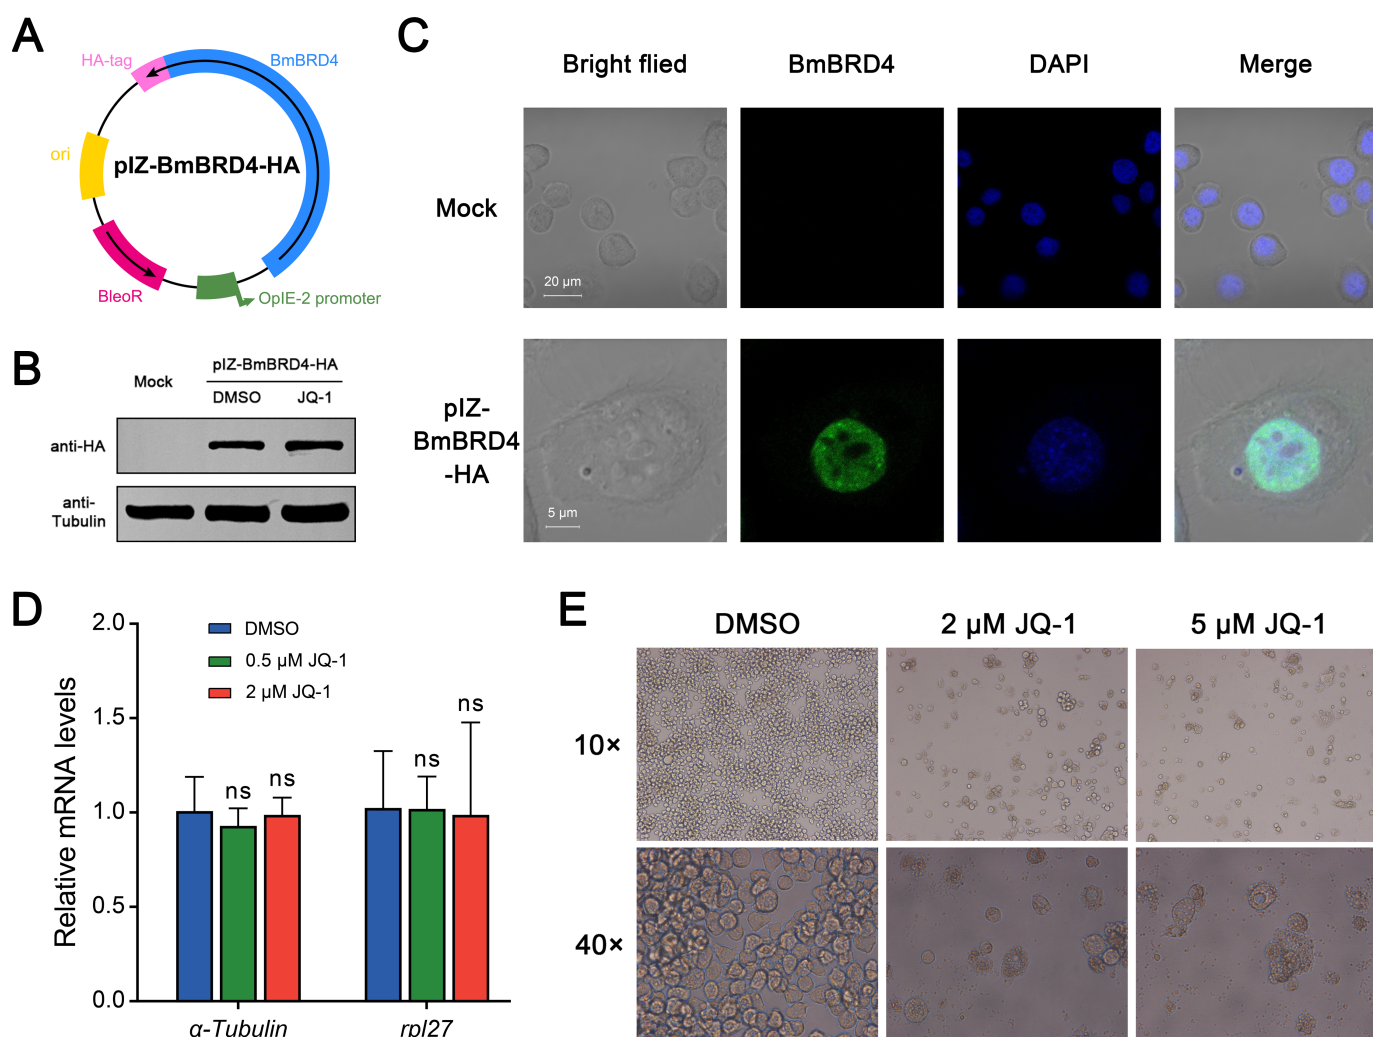 A
HA-tag
BmBRD4
ori
pIZ-BmBRD4-HA
BleoR
OpIE-2 promoter
B
pIZ-BmBRD4-HA
Mock
DMSO
JQ-1
anti-HA
anti-
Tubulin
C
Bright flied
BmBRD4
DAPI
Merge
Mock
20 μm
pIZ-
BmBRD4
-HA
5 μm
D
2.0
1.5
1.0
0.5
0.0
Relative mRNA levels
DMSO
0.5 μM JQ-1
2 μM JQ-1
ns
ns
ns
ns
α-Tubulin
rpl27
E
DMSO
2 μM JQ-1
5 μM JQ-1
10×
40×